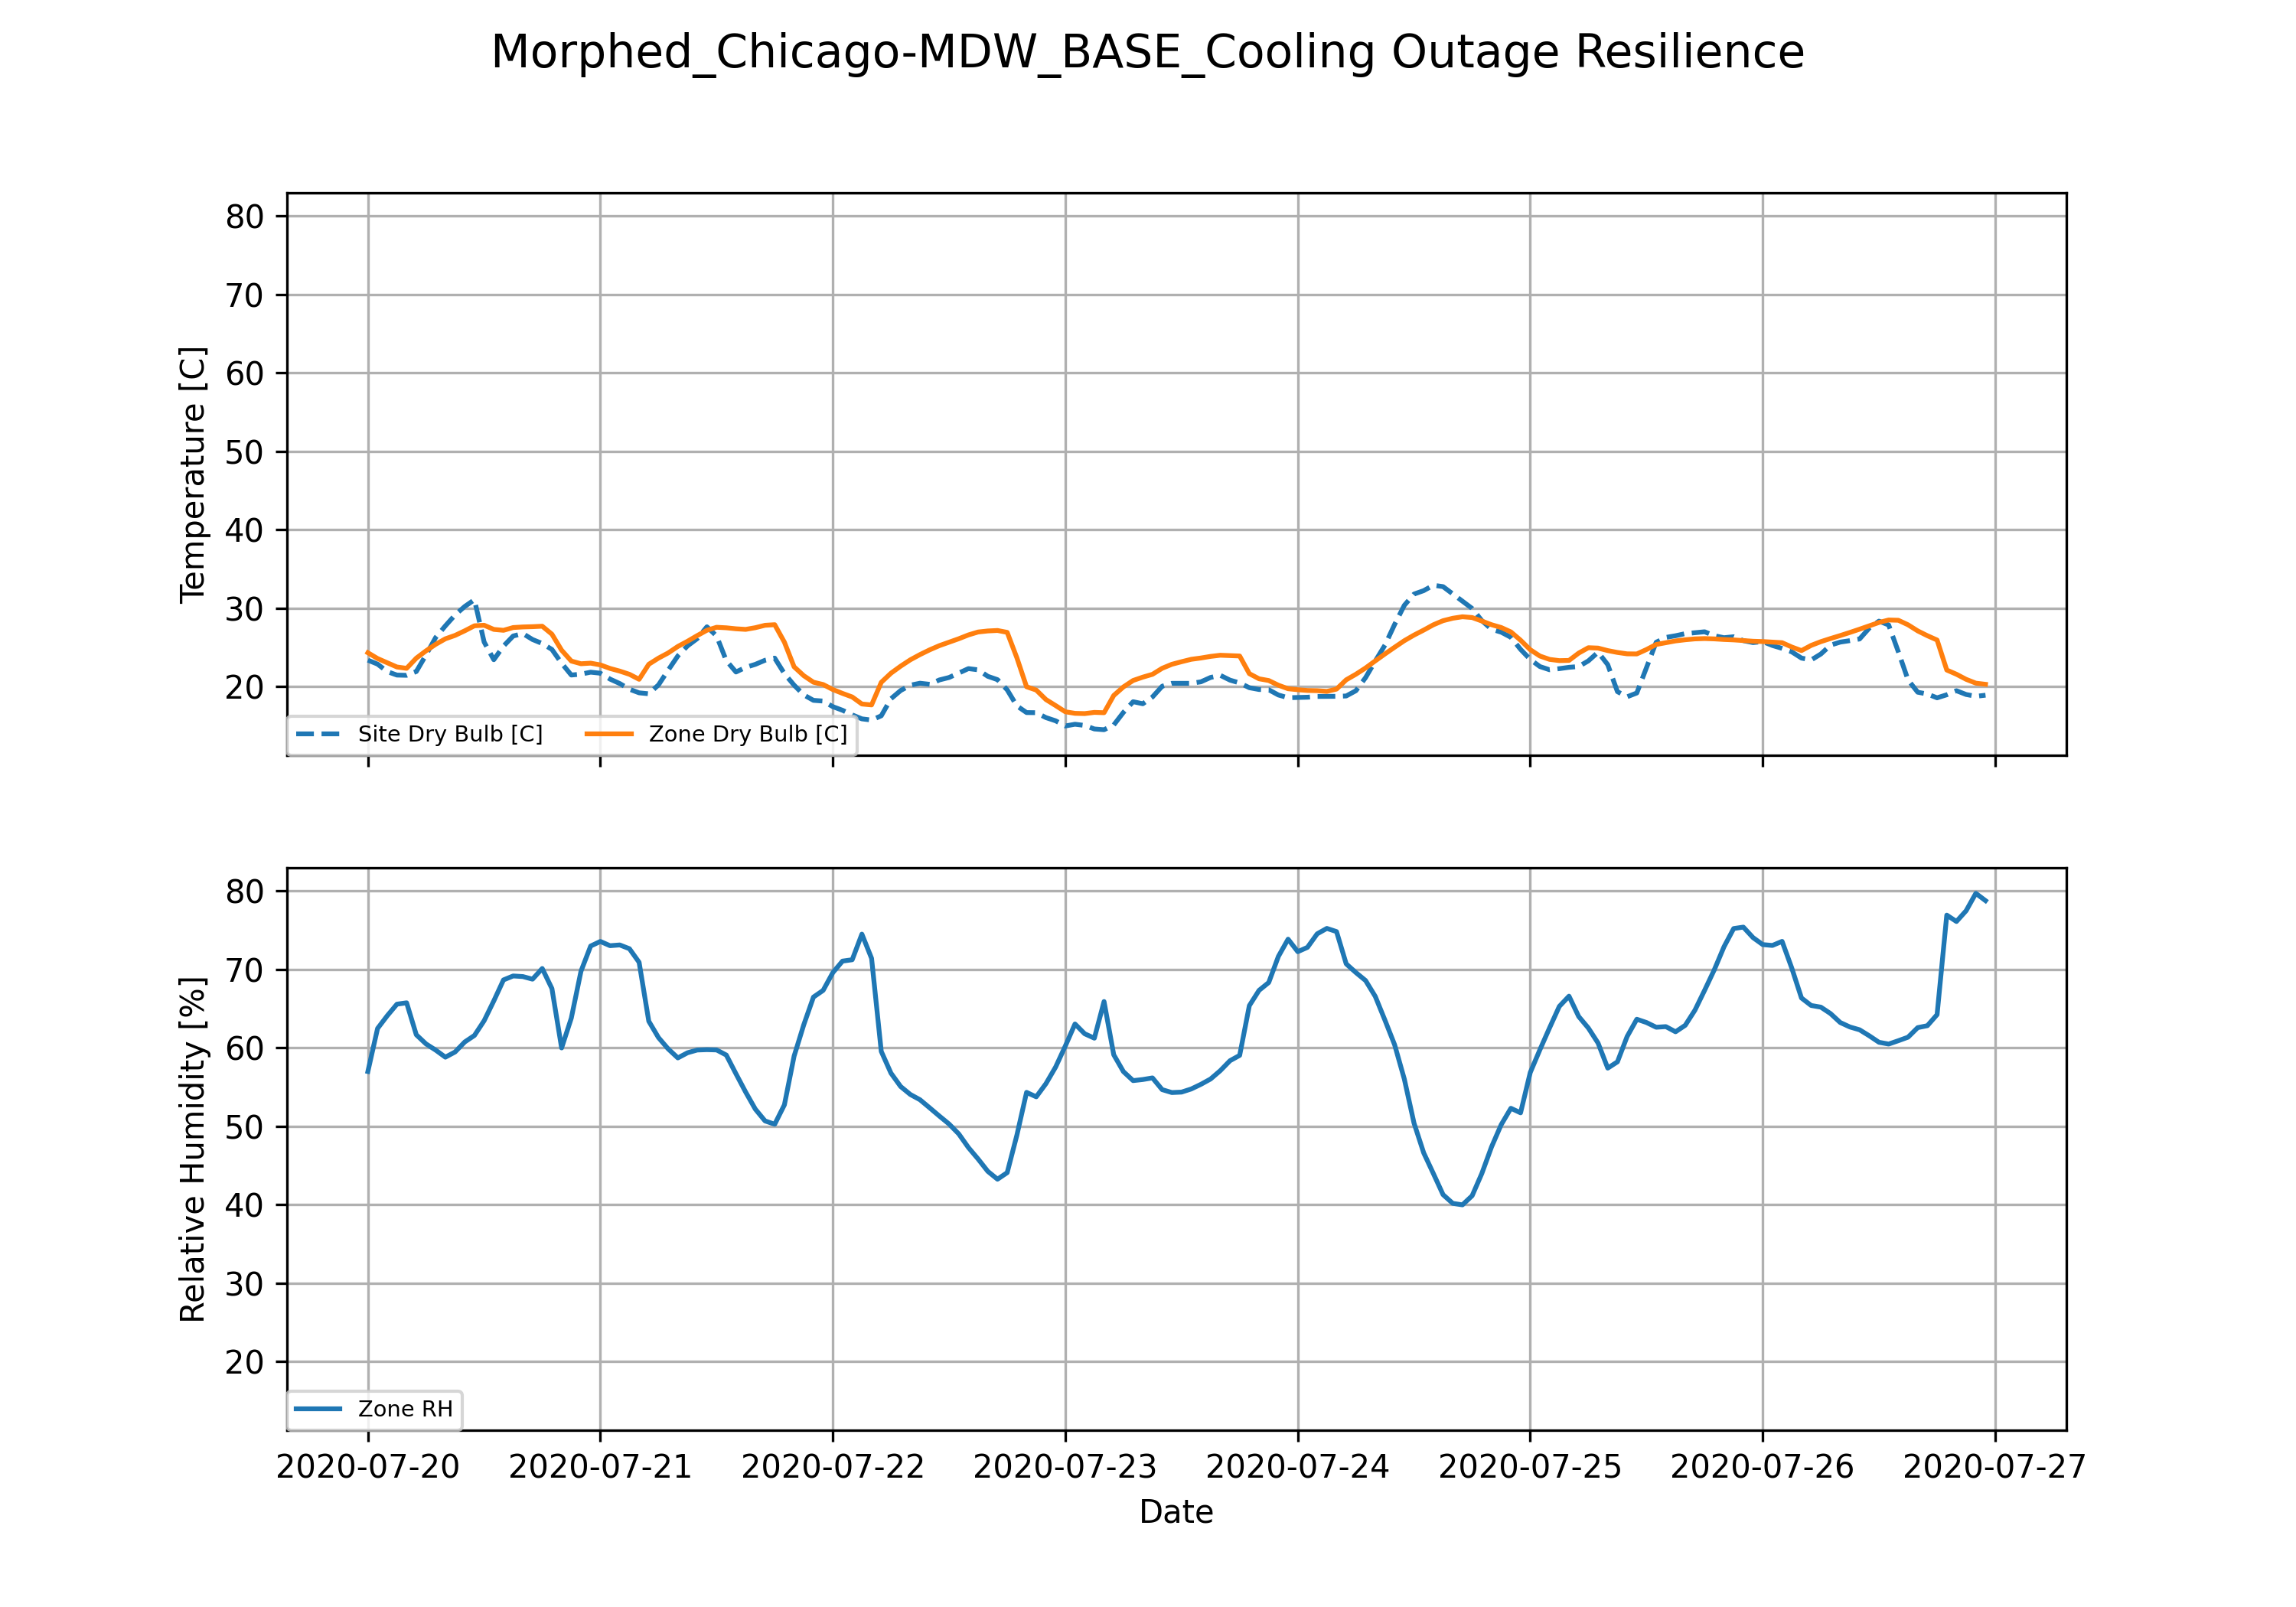 Morphed_Chicago-MDW_BASE_Cooling Outage Resilience
80
70
60
50
40
30
20
Temperature [C]
Site Dry Bulb [C] Zone Dry Bulb [C]
80
70
60
50
40
30
20
Relative Humidity [%]
Zone RH
2020-07-20 2020-07-21 2020-07-22 2020-07-23 2020-07-24 2020-07-25 2020-07-26 2020-07-27
Date